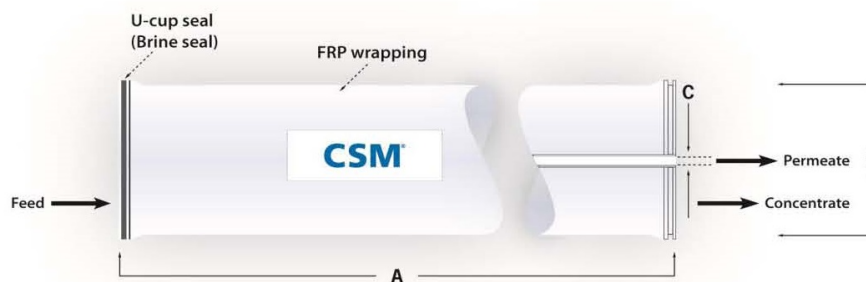 U-cup seal
(Brine seal)
FRP wrapping
C
CSM®
Permeate
Feed
Concentrate
A